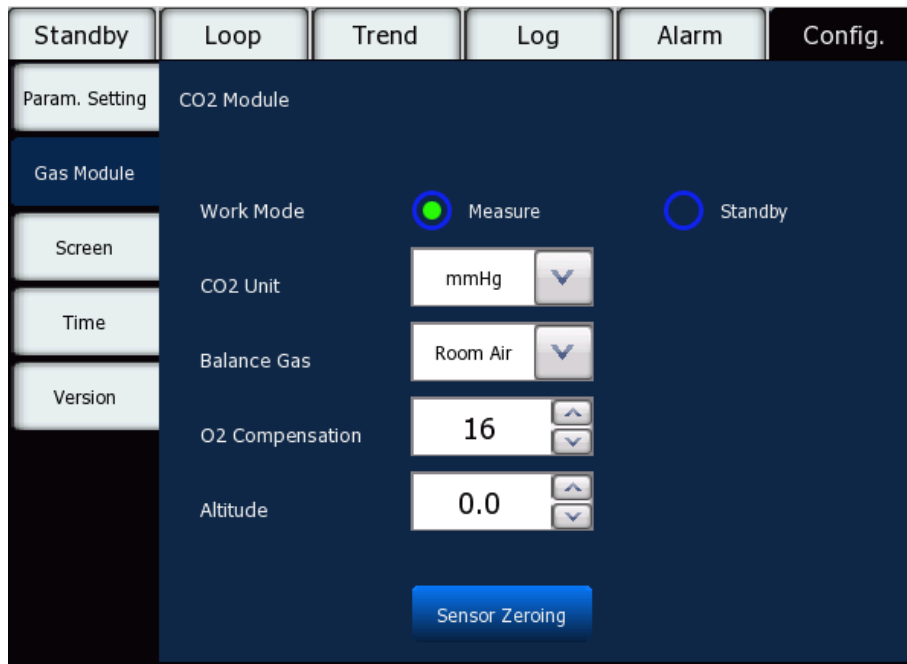 Standby Loop Trend Log Alarm Config.
Param. Setting
CO2 Module
Gas Module
Work Mode Measure Standby
Screen
CO2 Unit mmHg
Time
Balance Gas Room Air
Version
O2 Compensation 16
Altitude 0.0
Sensor Zeroing